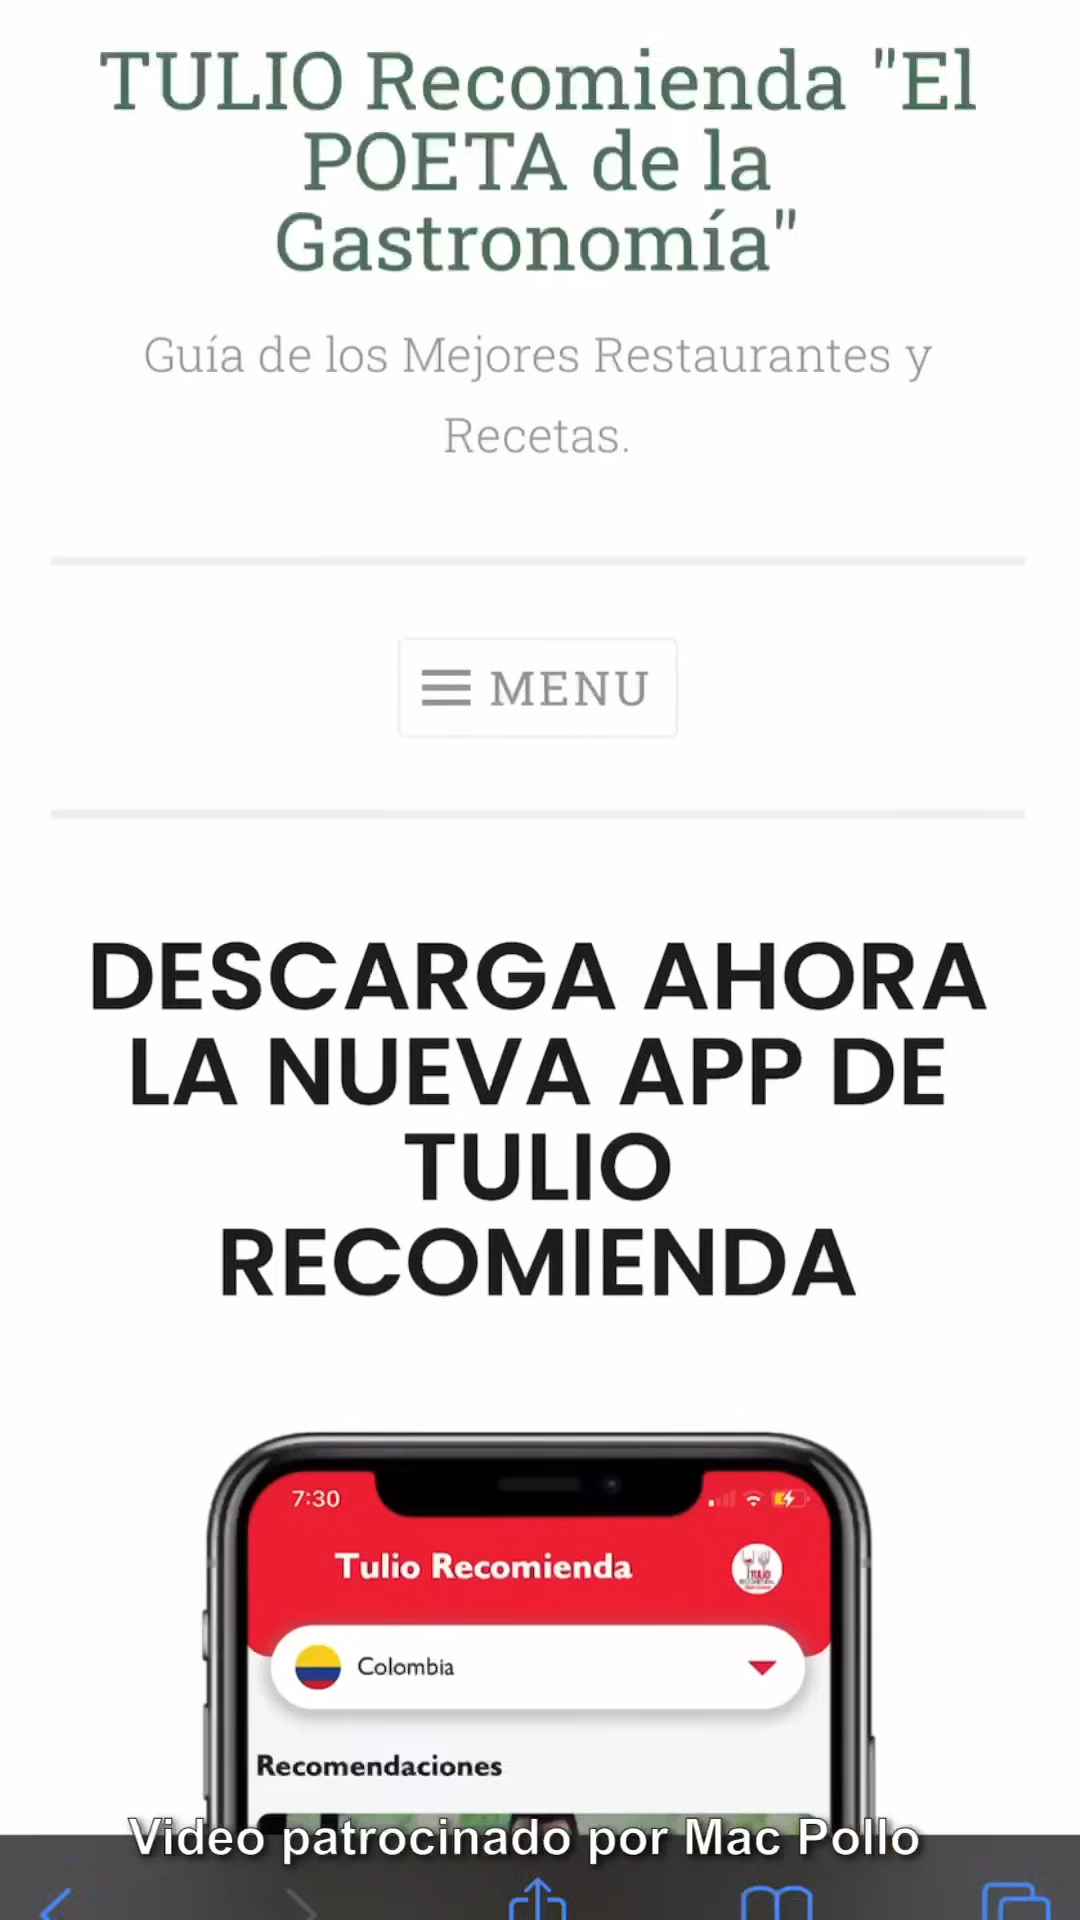 TULIO Recomienda "El
POETA de la
Gastronomía"
Guía de los Mejores Restaurantes y
Recetas.
MENU
DESCARGA AHORA
LA NUEVA APP DE
TULIO
RECOMIENDA
7:30
Tulio Recomienda
TULIO
Colombia
Recomendaciones
Video patrocinado por Mac Pollo